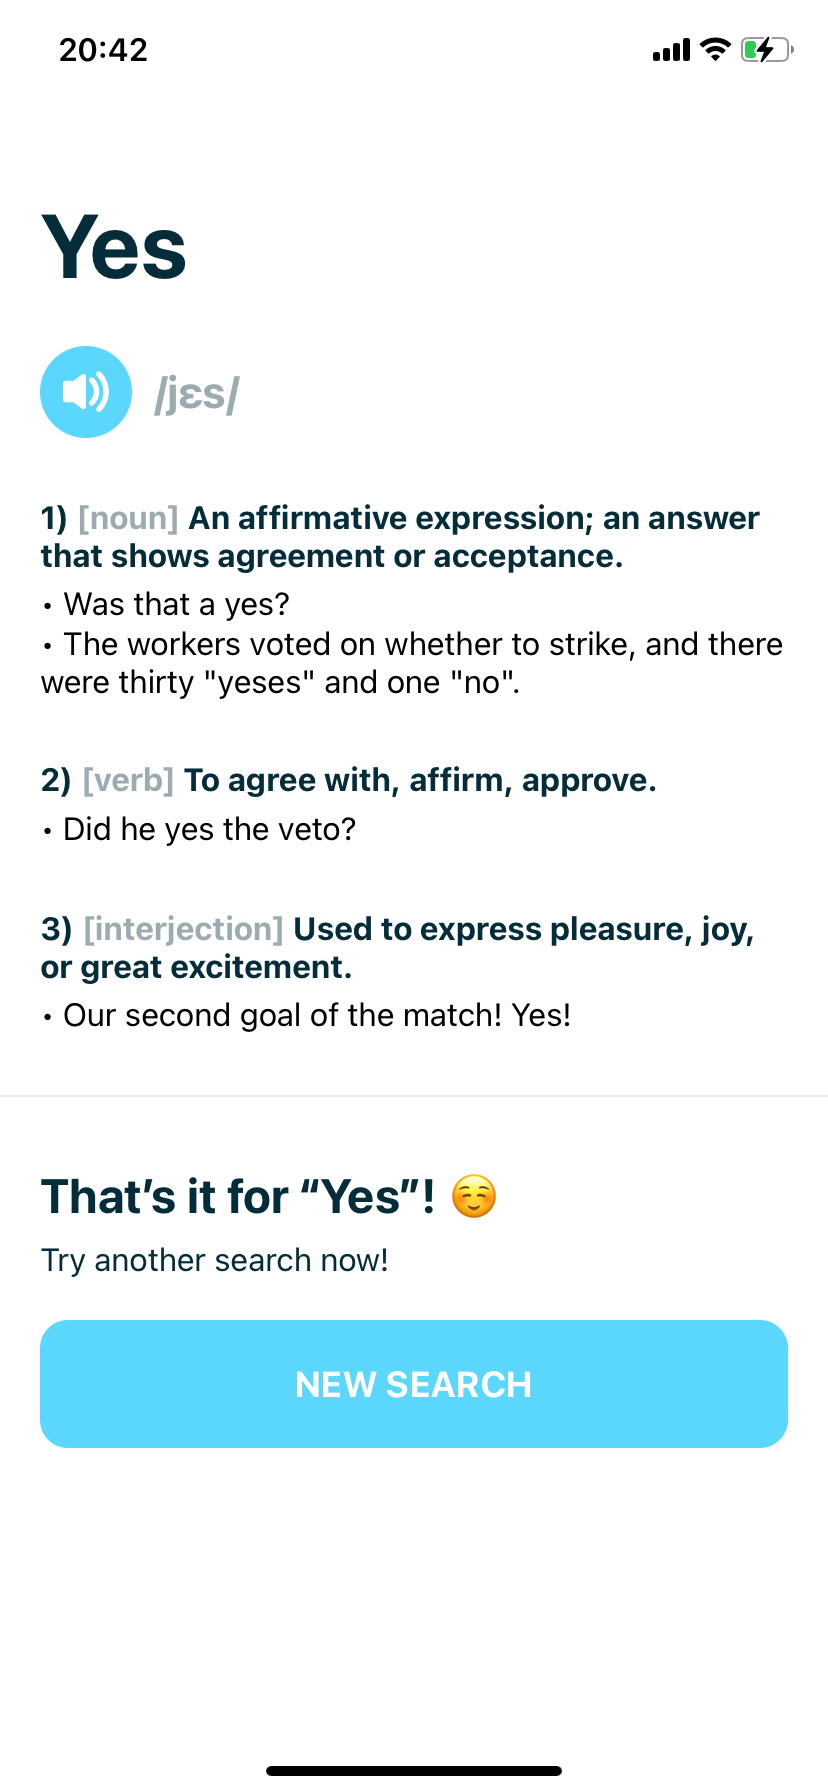 20:42
Yes
/jɛs/
1) [noun] An affirmative expression; an answer
that shows agreement or acceptance.
• Was that a yes?
• The workers voted on whether to strike, and there
were thirty "yeses" and one "no".
2) [verb] To agree with, affirm, approve.
• Did he yes the veto?
3) [interjection] Used to express pleasure, joy,
or great excitement.
• Our second goal of the match! Yes!
That’s it for “Yes”! ☺️
Try another search now!
NEW SEARCH